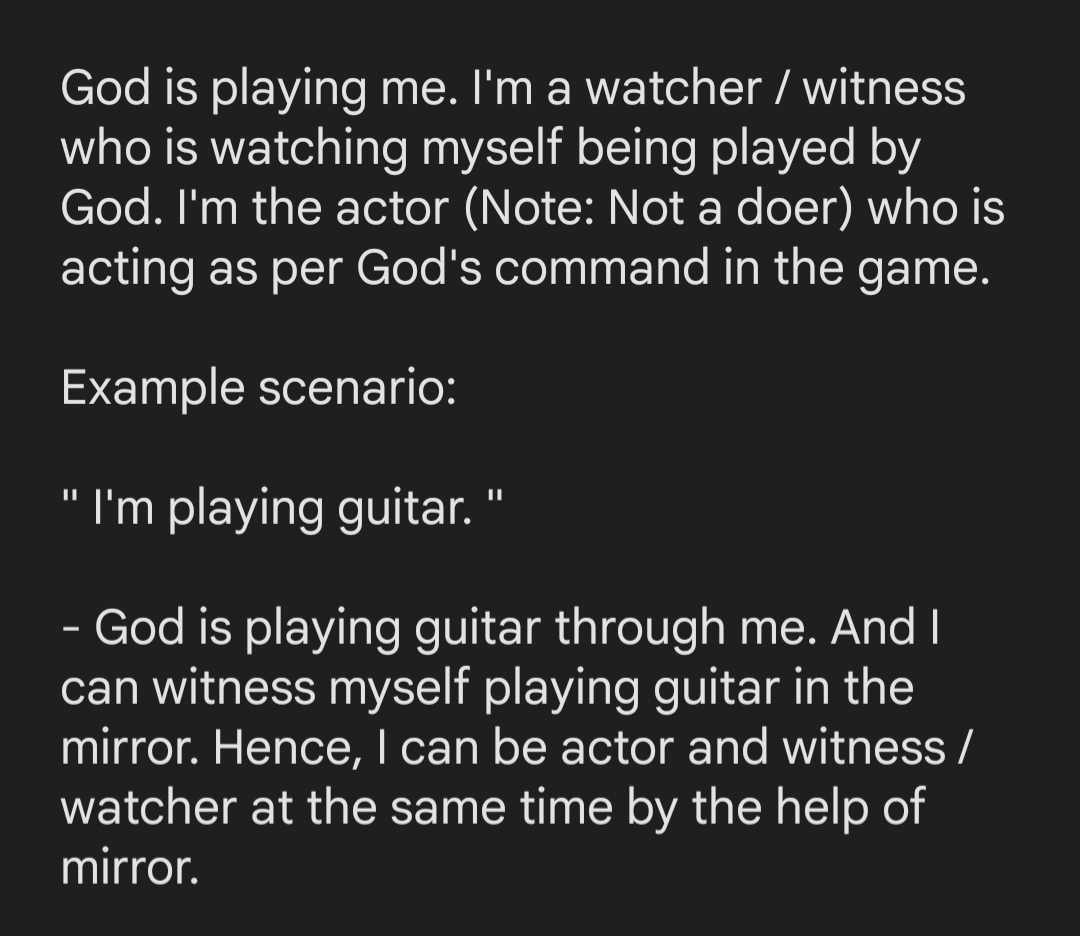 God is playing me. I'm a watcher / witness
who is watching myself being played by
God. I'm the actor (Note: Not a doer) who is
acting as per God's command in the game.
Example scenario:
" I'm playing guitar. "
- God is playing guitar through me. And I
can witness myself playing guitar in the
mirror. Hence, I can be actor and witness /
watcher at the same time by the help of
mirror.